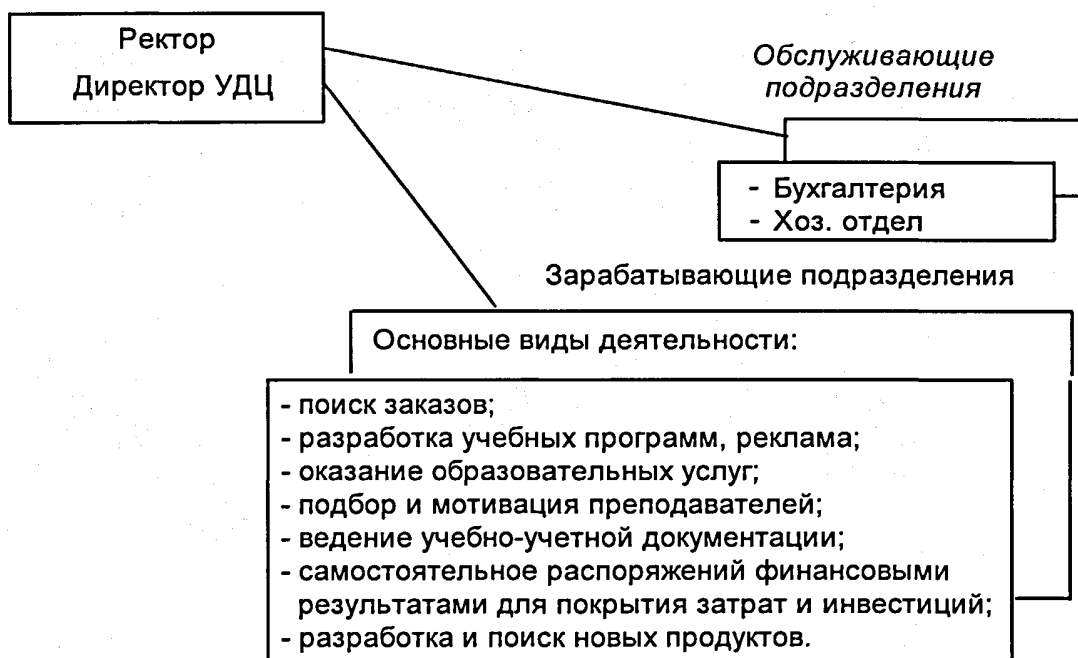 Ректор
Директор УДЦ
Обслуживающие
подразделения
- Бухгалтерия
- Хоз. отдел
Зарабатывающие подразделения
Основные виды деятельности:
- поиск заказов;
- разработка учебных программ, реклама;
- оказание образовательных услуг;
- подбор и мотивация преподавателей;
- ведение учебно-учетной документации;
- самостоятельное распоряжений финансовыми
результатами для покрытия затрат и инвестиций;
- разработка и поиск новых продуктов.